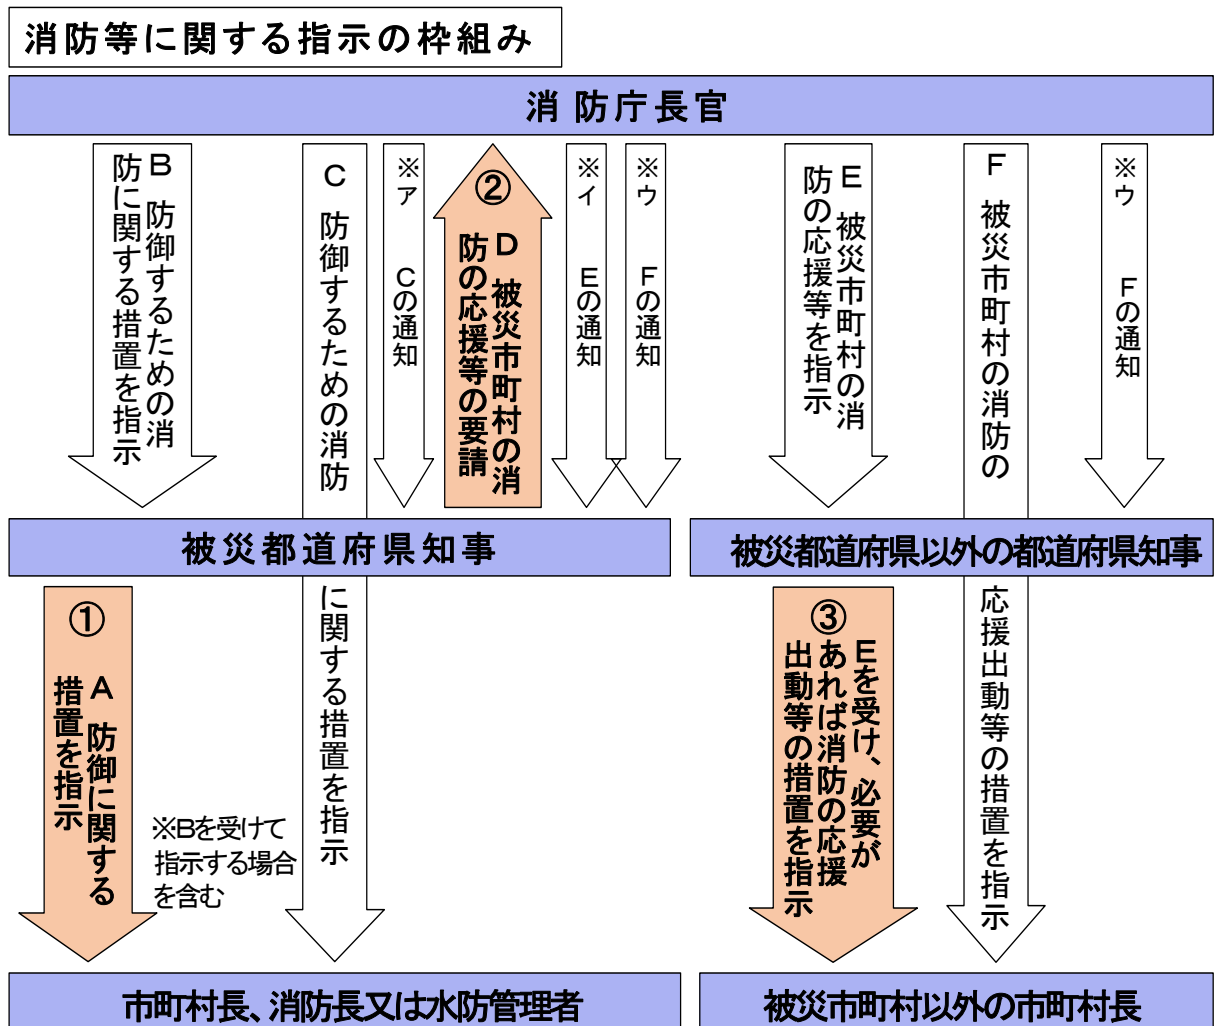 消防等に関する指示の枠組み
消防庁長官
B 防御するための消
防に関する措置を指示
C 防御するための消防
に関する措置を指示
※ア Cの通知
②
D 被災市町村の消
防の応援等の要請
※イ Eの通知
※ウ Fの通知
E 被災市町村の消
防の応援等を指示
F 被災市町村の消防の
応援出動等の措置を指示
※ウ Fの通知
被災都道府県知事
被災都道府県以外の都道府県知事
①
A 防御に関する
措置を指示
※Bを受けて
指示する場合
を含む
③
Eを受け、必要が
あれば消防の応援
出動等の措置を指示
市町村長、消防長又は水防管理者
被災市町村以外の市町村長